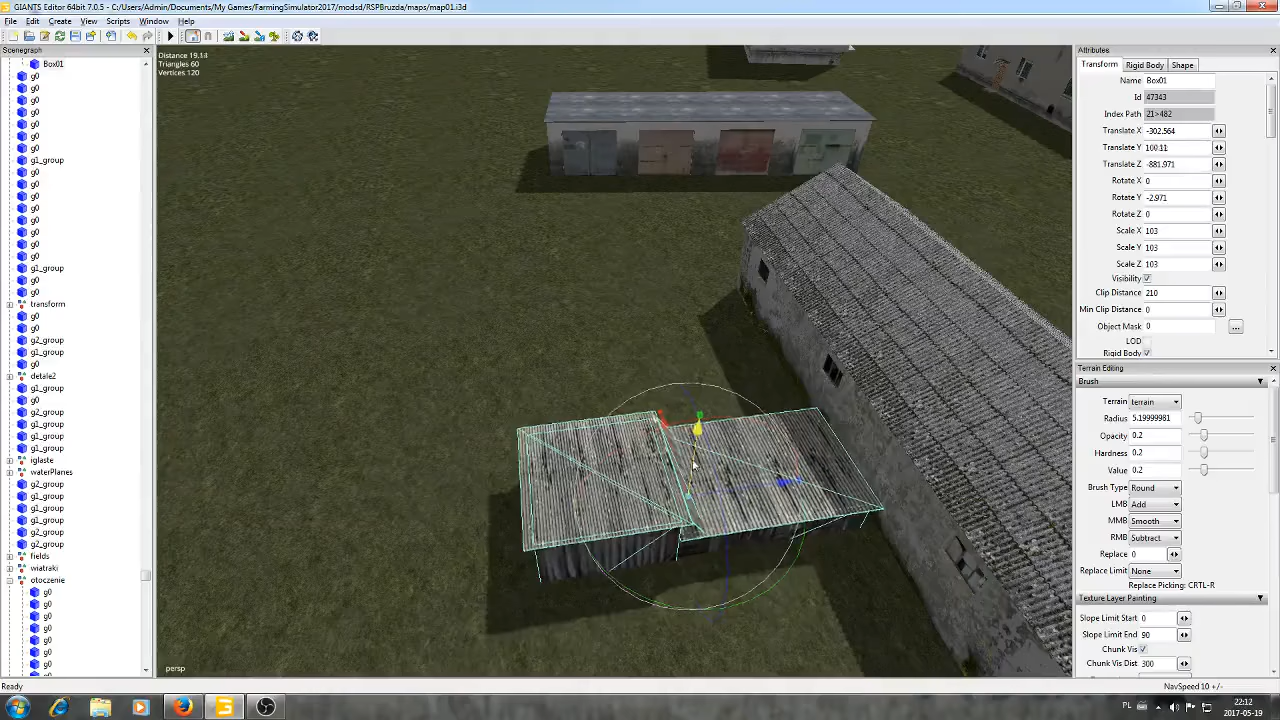 GIANTS Editor 64bit 7.0.5 - C:/Users/Admin/Documents/My Games/FarmingSimulator2017/modsd/RSPBruzda/maps/map01.i3d
File Edit Create View Scripts Window Help
Scenegraph
Box01
g0
g0
g0
g0
g0
g0
g0
g1_group
g0
g0
g0
g0
g0
g0
g0
g0
g1_group
g0
g0
transform
g0
g0
g2_group
g1_group
g0
detale2
g1_group
g0
g2_group
g1_group
g1_group
g1_group
iglaste
waterPlanes
g2_group
g2_group
g1_group
g1_group
g2_group
g2_group
fields
wiatraki
otoczenie
g0
g0
g0
g0
g0
g0
g0
g0
Distance 19,14
Triangles 60
Vertices 120
persp
Attributes
Transform Rigid Body Shape
Name Box01
Id 47343
Index Path 21>482
Translate X -302.564
Translate Y 100.11
Translate Z -881.971
Rotate X 0
Rotate Y -2.971
Rotate Z 0
Scale X 103
Scale Y 103
Scale Z 103
Visibility
Clip Distance 210
Min Clip Distance 0
Object Mask 0 ...
LOD
Rigid Body
Terrain Editing
Brush
Terrain terrain
Radius 5.19999981
Opacity 0.2
Hardness 0.2
Value 0.2
Brush Type Round
LMB Add
MMB Smooth
RMB Subtract
Replace 0
Replace Limit None
Replace Picking: CRTL-R
Texture Layer Painting
Slope Limit Start 0
Slope Limit End 90
Chunk Vis
Chunk Vis Dist 300
Ready
NavSpeed 10 +/-
PL
22:12
2017-05-19